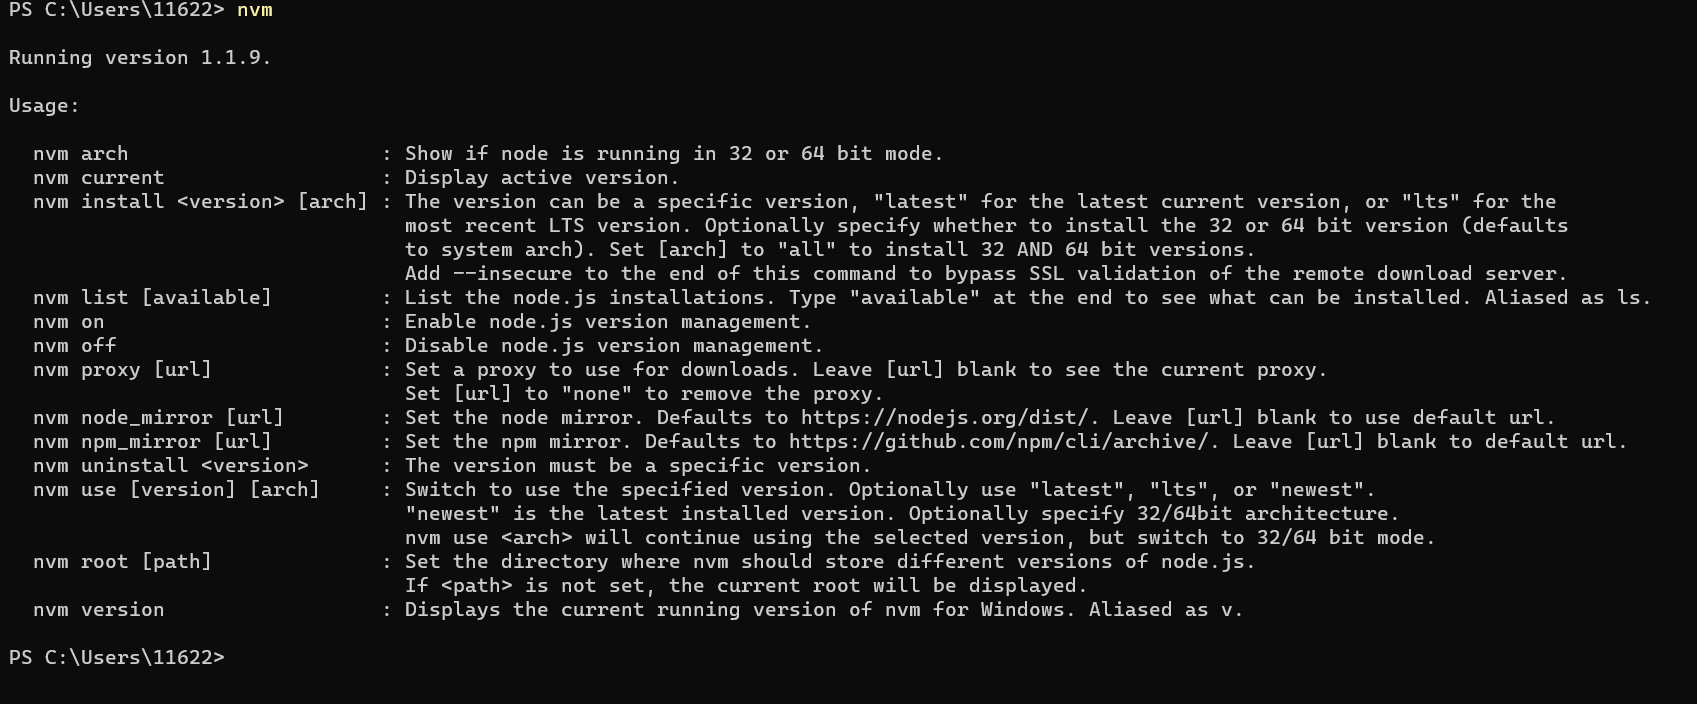 PS C:\Users\11622> nvm
Running version 1.1.9.
Usage:
nvm arch : Show if node is running in 32 or 64 bit mode.
nvm current : Display active version.
nvm install <version> [arch] : The version can be a specific version, "latest" for the latest current version, or "lts" for the
most recent LTS version. Optionally specify whether to install the 32 or 64 bit version (defaults
to system arch). Set [arch] to "all" to install 32 AND 64 bit versions.
Add --insecure to the end of this command to bypass SSL validation of the remote download server.
nvm list [available] : List the node.js installations. Type "available" at the end to see what can be installed. Aliased as ls.
nvm on : Enable node.js version management.
nvm off : Disable node.js version management.
nvm proxy [url] : Set a proxy to use for downloads. Leave [url] blank to see the current proxy.
Set [url] to "none" to remove the proxy.
nvm node_mirror [url] : Set the node mirror. Defaults to https://nodejs.org/dist/. Leave [url] blank to use default url.
nvm npm_mirror [url] : Set the npm mirror. Defaults to https://github.com/npm/cli/archive/. Leave [url] blank to default url.
nvm uninstall <version> : The version must be a specific version.
nvm use [version] [arch] : Switch to use the specified version. Optionally use "latest", "lts", or "newest".
"newest" is the latest installed version. Optionally specify 32/64bit architecture.
nvm use <arch> will continue using the selected version, but switch to 32/64 bit mode.
nvm root [path] : Set the directory where nvm should store different versions of node.js.
If <path> is not set, the current root will be displayed.
nvm version : Displays the current running version of nvm for Windows. Aliased as v.
PS C:\Users\11622>